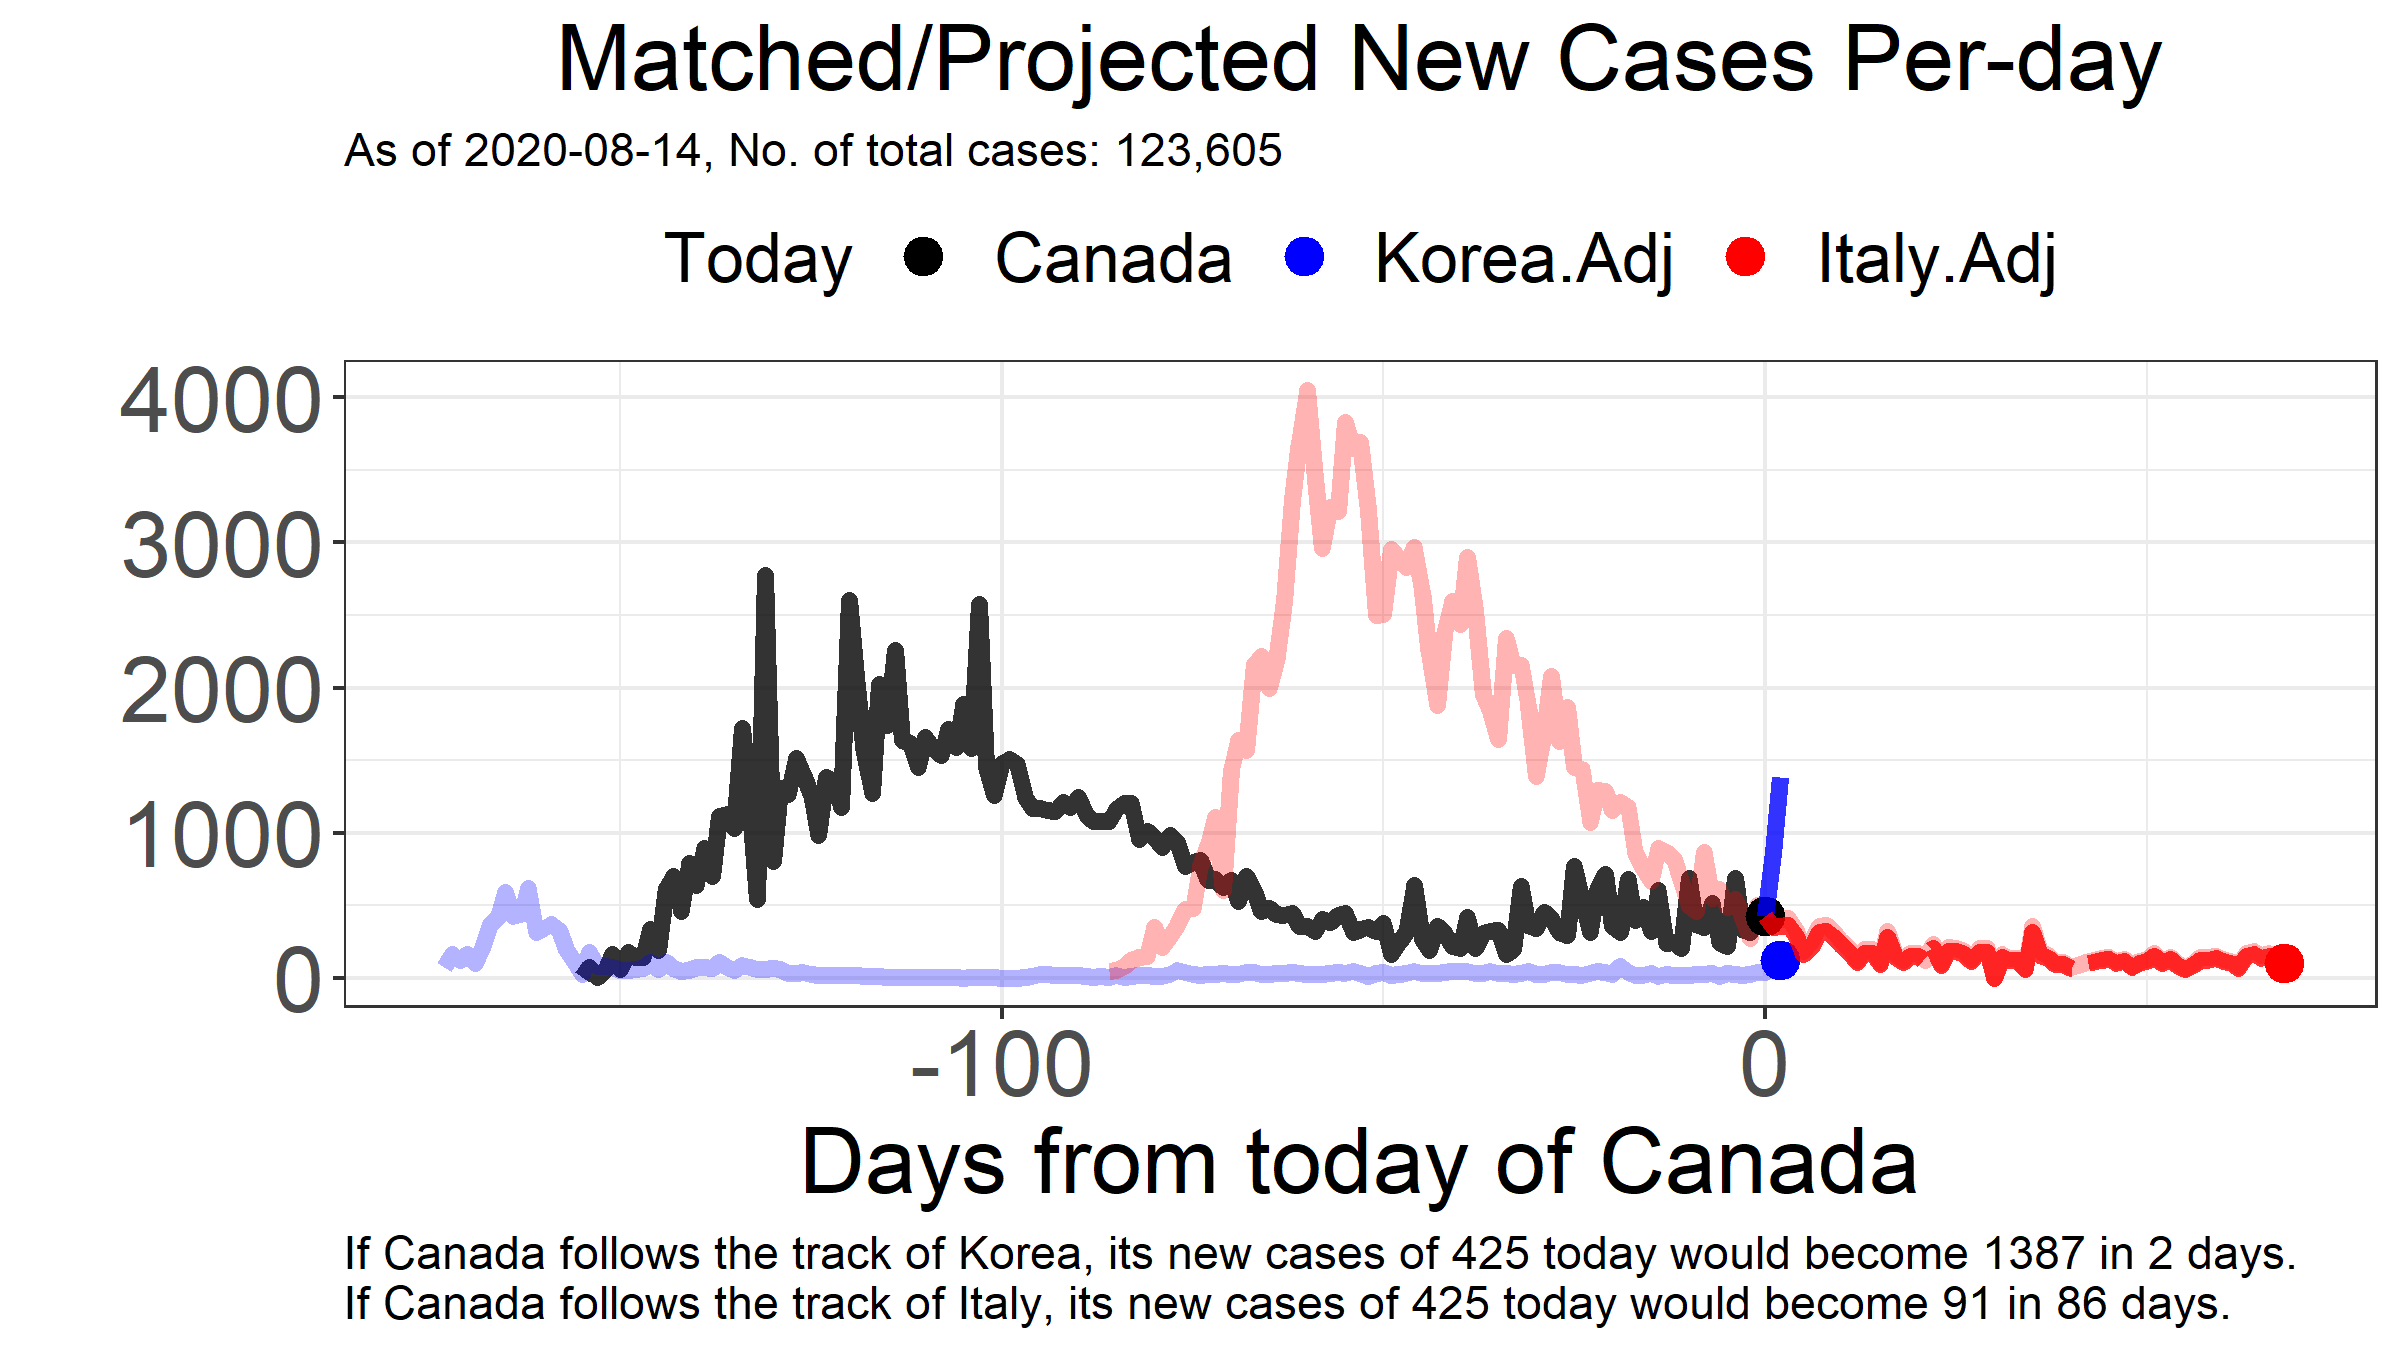 Matched/Projected New Cases Per-day
As of 2020-08-14, No. of total cases: 123,605
Today Canada Korea.Adj Italy.Adj
4000
3000
2000
1000
0
-100 0
Days from today of Canada
If Canada follows the track of Korea, its new cases of 425 today would become 1387 in 2 days.
If Canada follows the track of Italy, its new cases of 425 today would become 91 in 86 days.